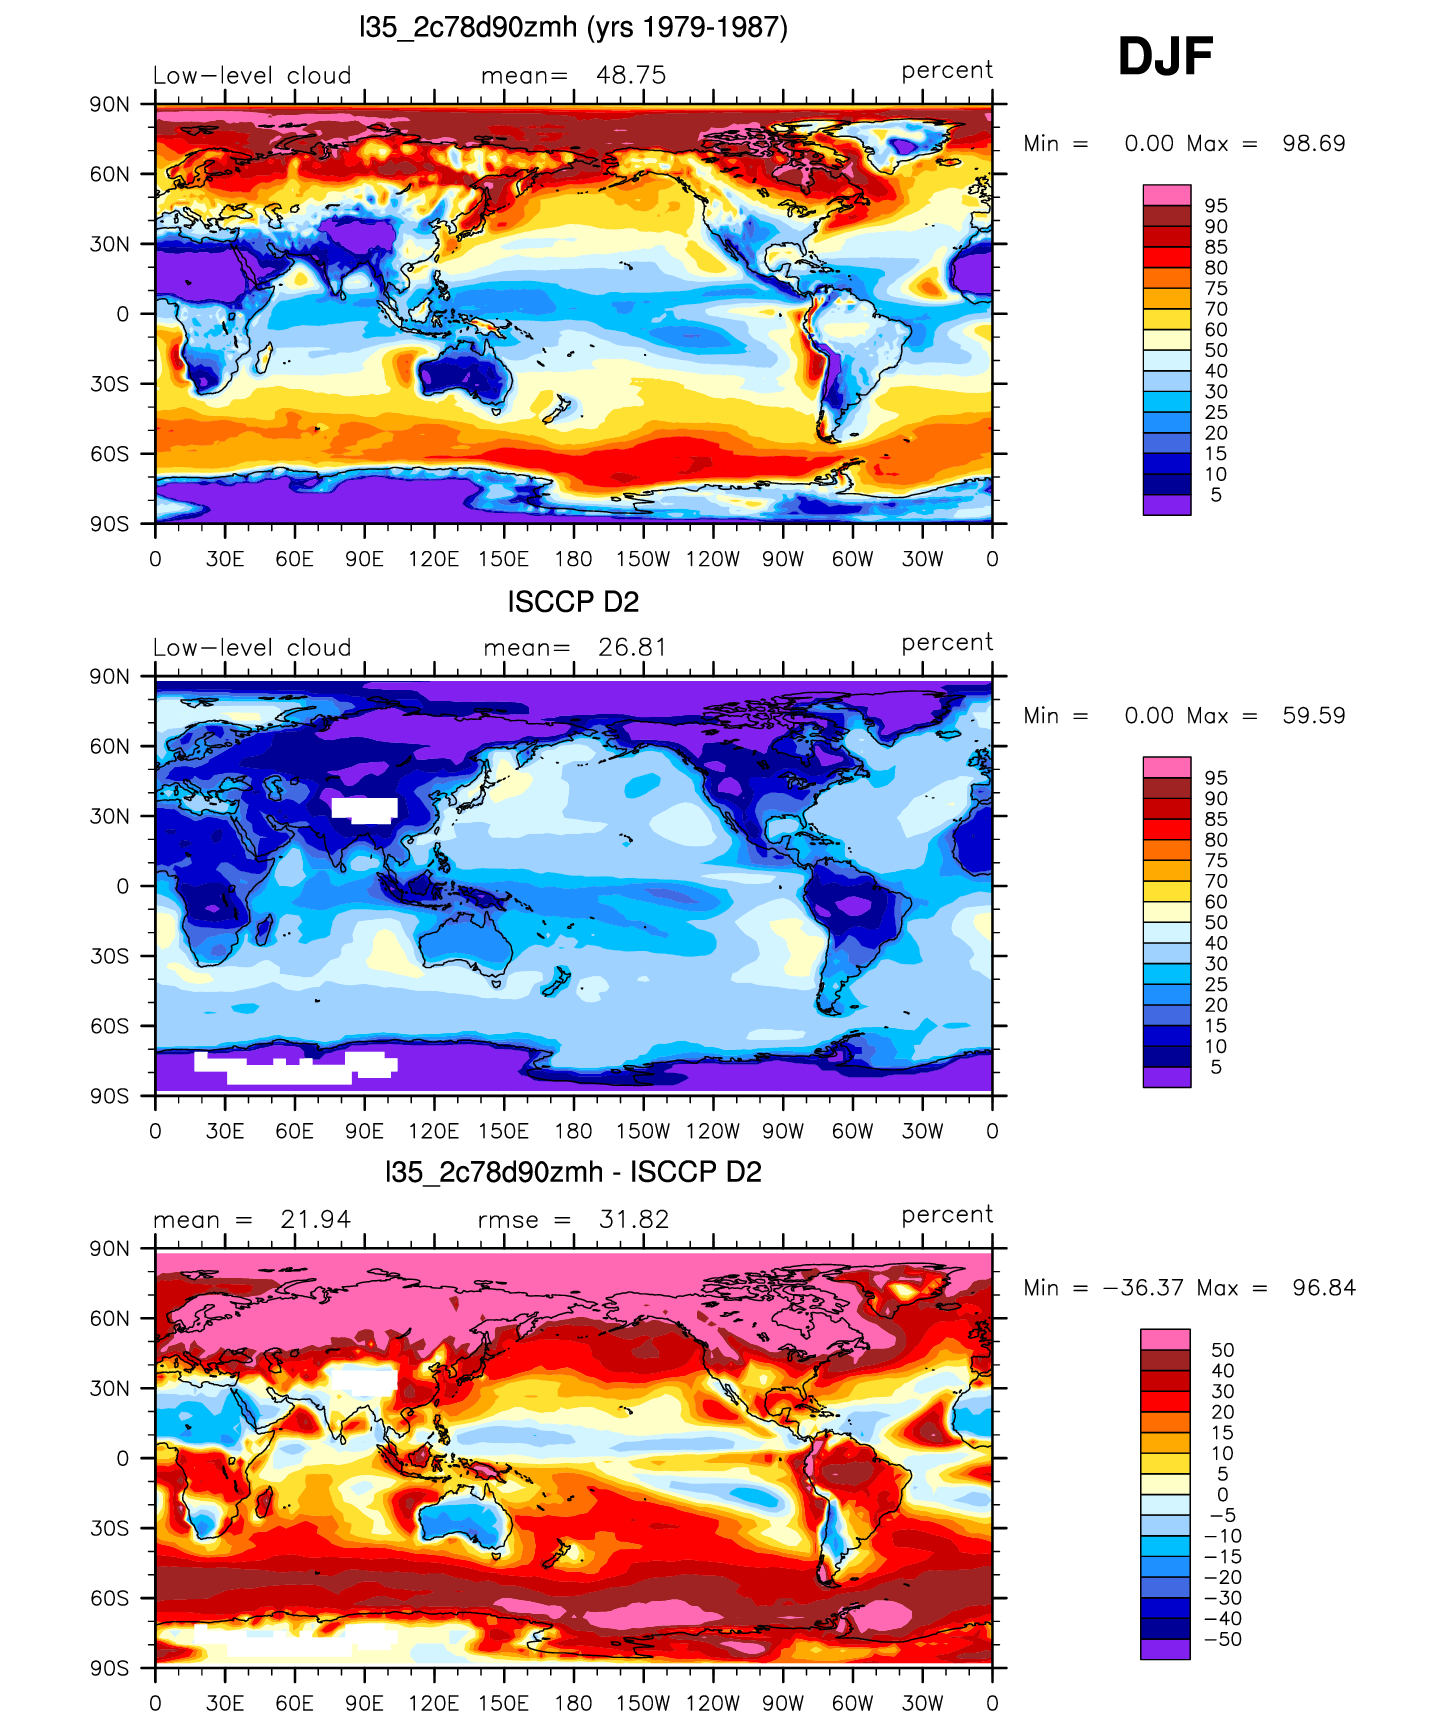 l35_2c78d90zmh (yrs 1979-1987)
DJF
Low-level cloud mean= 48.75 percent
Min = 0.00 Max = 98.69
90N
60N
30N
0
30S
60S
90S
0 30E 60E 90E 120E 150E 180 150W 120W 90W 60W 30W 0
95
90
85
80
75
70
60
50
40
30
25
20
15
10
5
ISCCP D2
Low-level cloud mean= 26.81 percent
Min = 0.00 Max = 59.59
90N
60N
30N
0
30S
60S
90S
0 30E 60E 90E 120E 150E 180 150W 120W 90W 60W 30W 0
95
90
85
80
75
70
60
50
40
30
25
20
15
10
5
l35_2c78d90zmh - ISCCP D2
mean = 21.94 rmse = 31.82 percent
Min = -36.37 Max = 96.84
90N
60N
30N
0
30S
60S
90S
0 30E 60E 90E 120E 150E 180 150W 120W 90W 60W 30W 0
50
40
30
20
15
10
5
0
-5
-10
-15
-20
-30
-40
-50